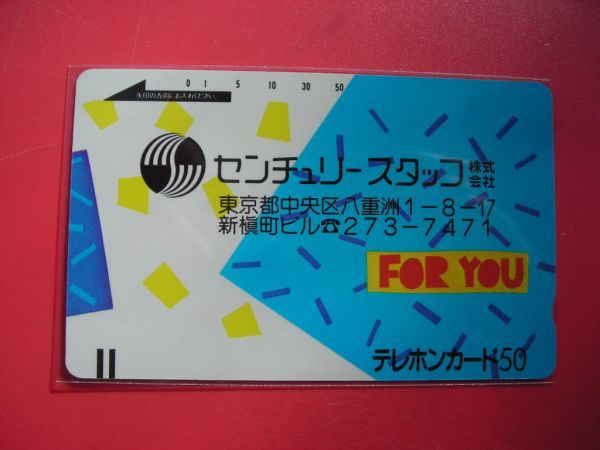 0 1 5 10 30 50
矢印の方向にお入れください。
センチュリースタッフ株式会社
東京都中央区八重洲1-8-17
新槇町ビル☎273-7471
FOR YOU
テレホンカード50